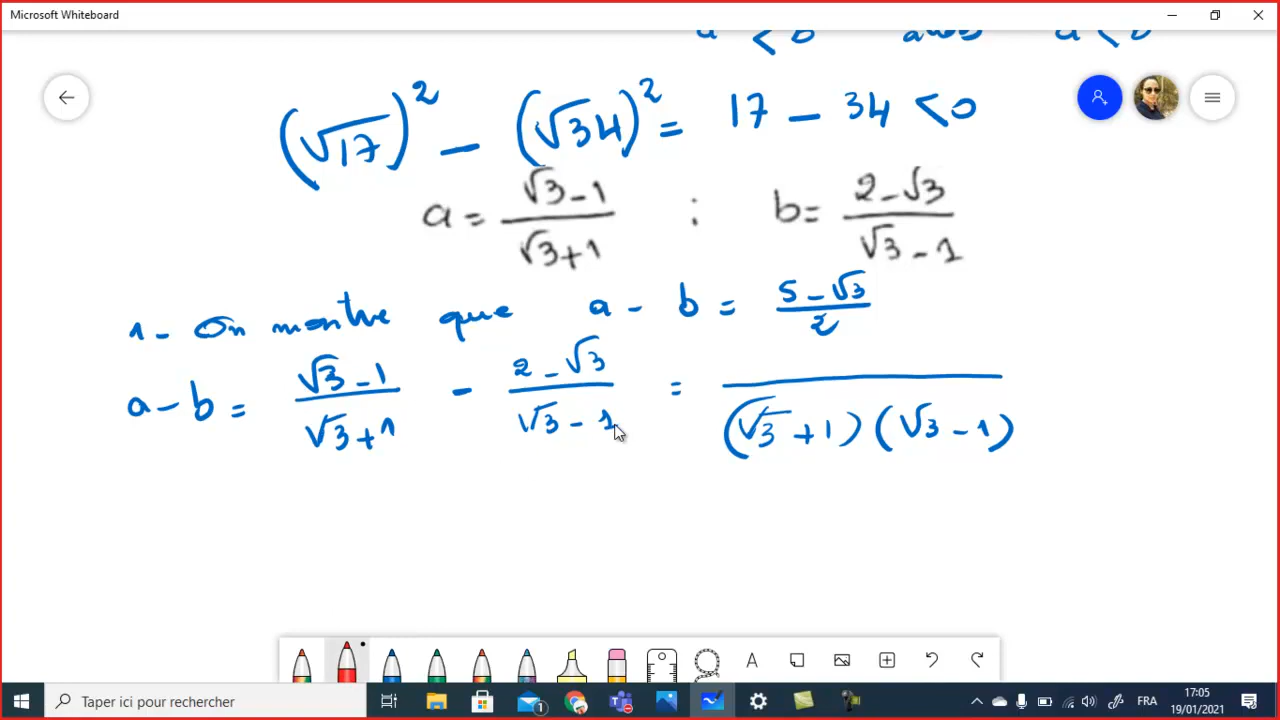 Microsoft Whiteboard
(√17)² - (√34)² = 17 - 34 < 0
a = (√3 - 1)/(√3 + 1) : b = (2 - √3)/(√3 - 1)
1 - On montre que a - b = (5 - √3)/2
a - b = (√3 - 1)/(√3 + 1) - (2 - √3)/(√3 - 1) = /(√3 + 1)(√3 - 1)
Taper ici pour rechercher
1
FRA
17:05
19/01/2021